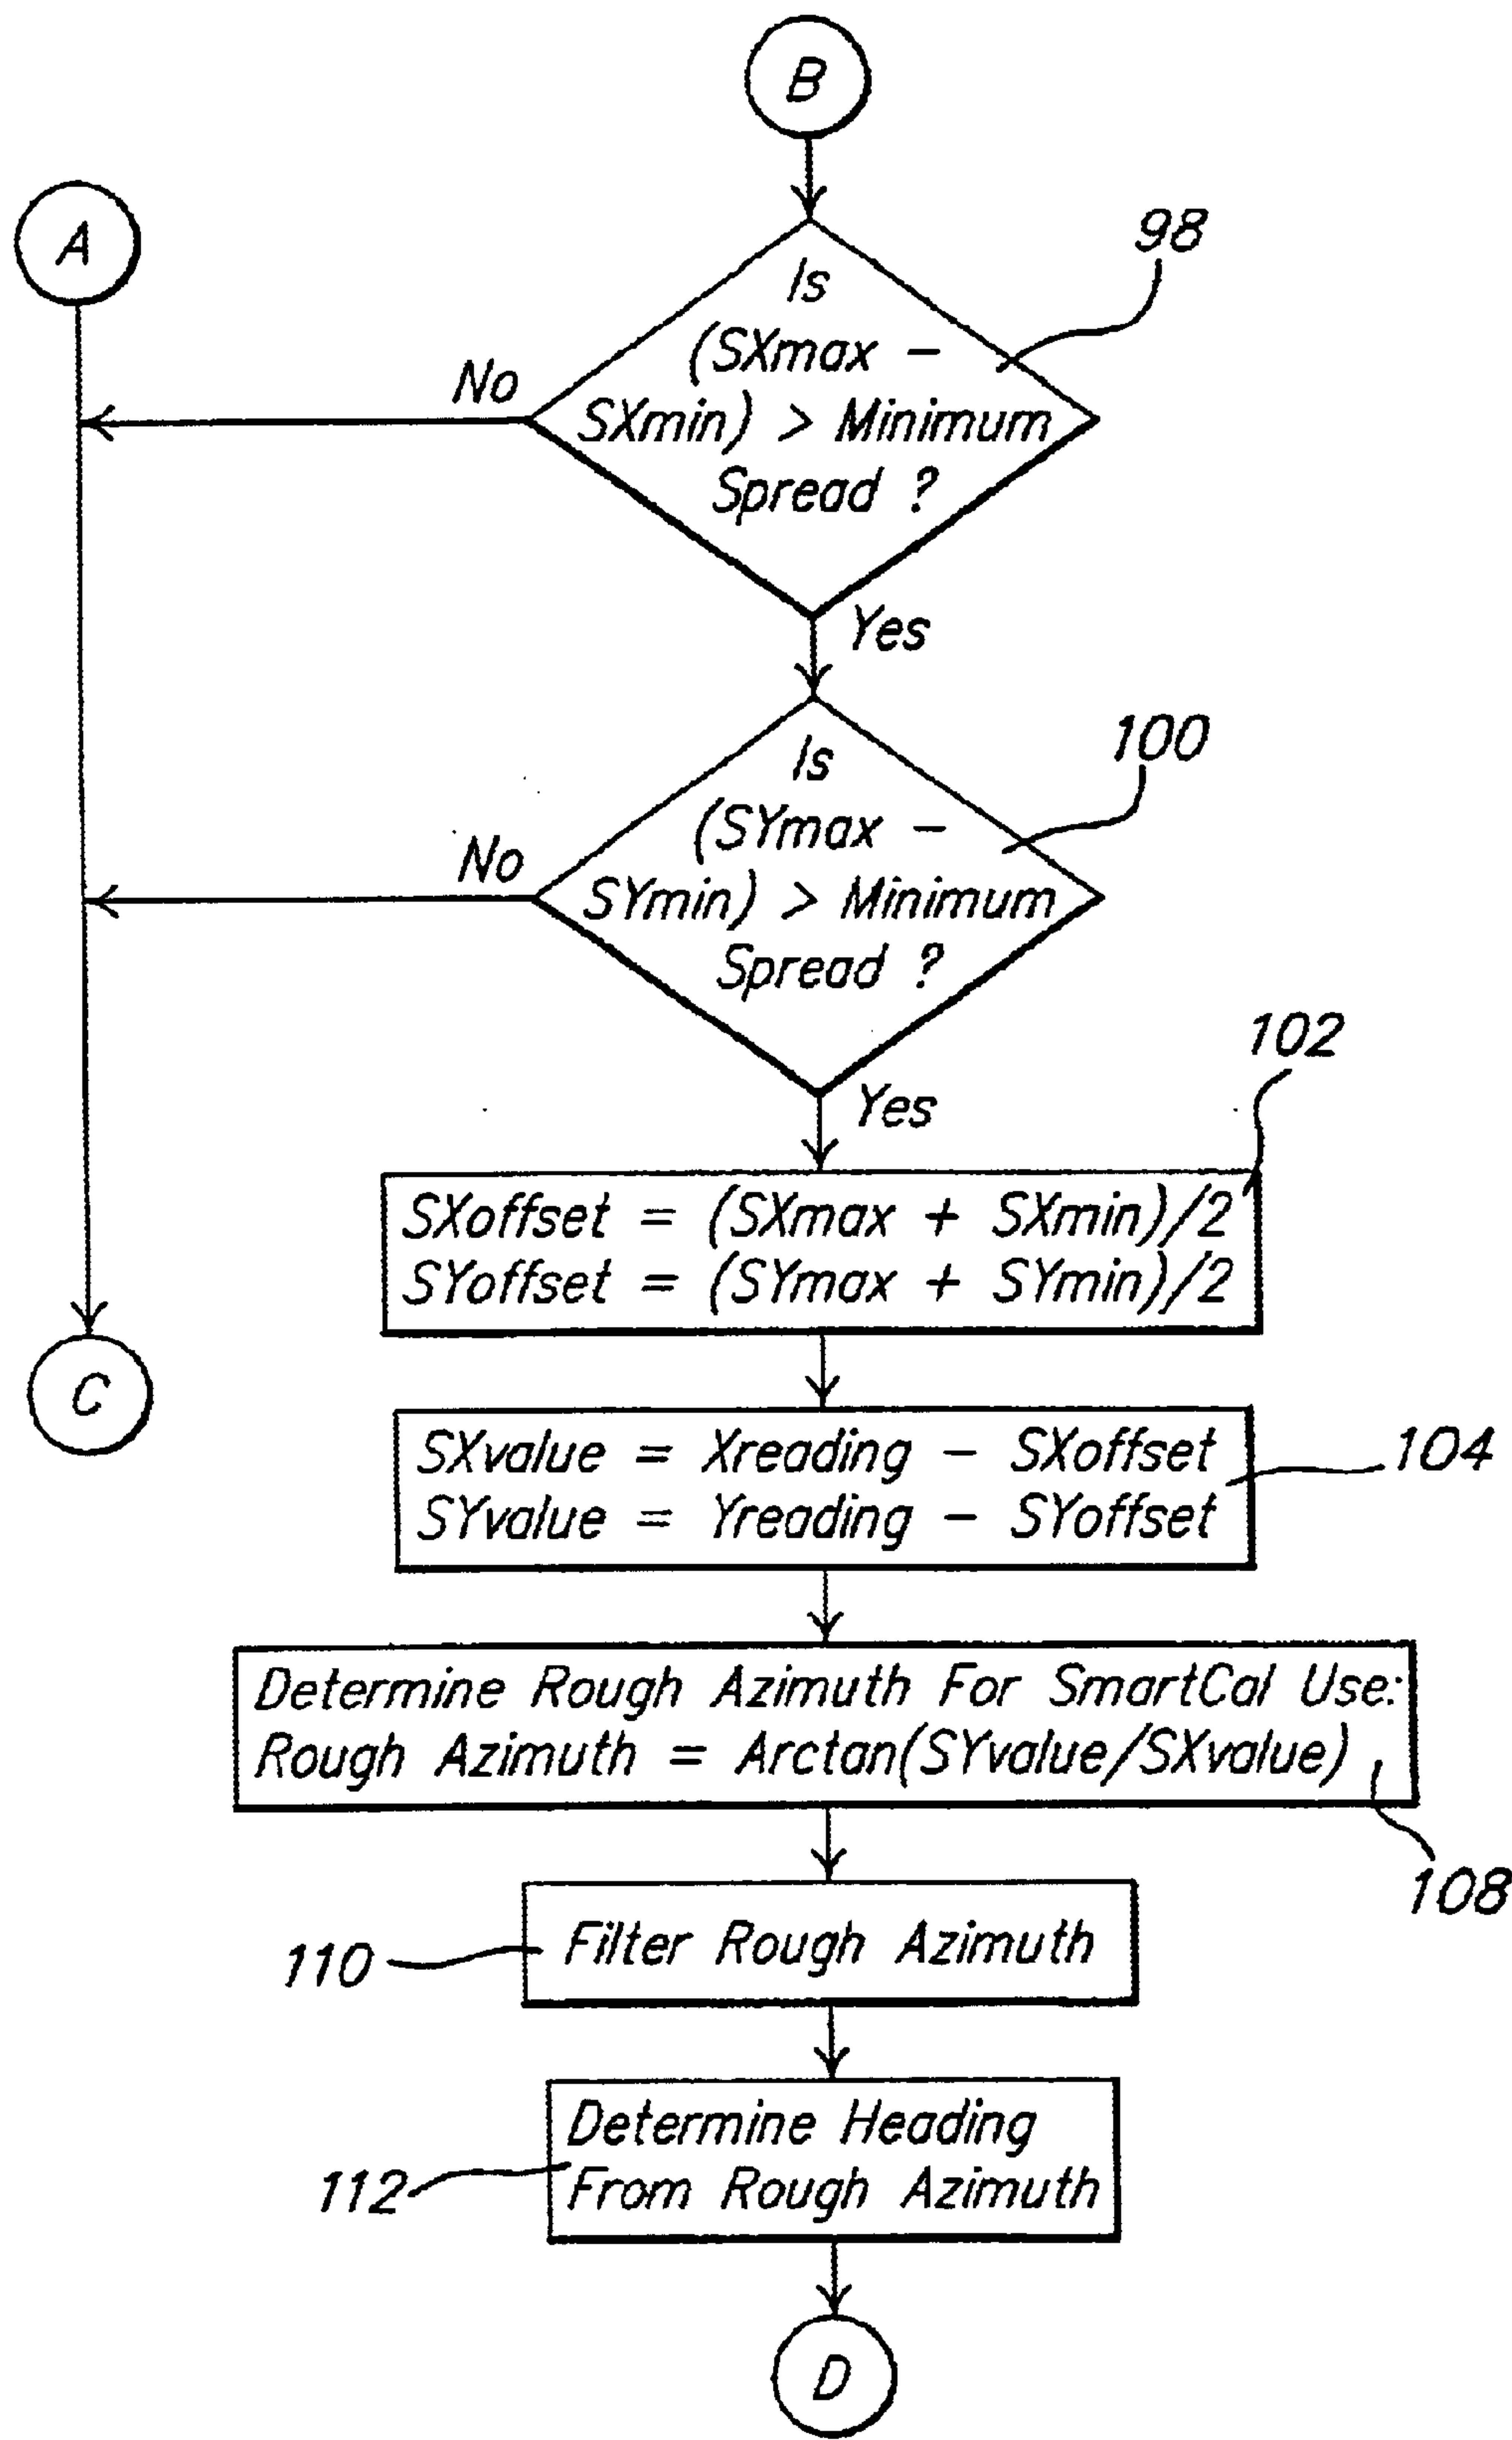 B
A
98
Is
(SXmax –
SXmin) > Minimum
Spread ?
No
Yes
100
Is
(SYmax –
SYmin) > Minimum
Spread ?
No
Yes
102
SXoffset = (SXmax + SXmin)/2
SYoffset = (SYmax + SYmin)/2
C
SXvalue = Xreading – SXoffset
SYvalue = Yreading – SYoffset
104
Determine Rough Azimuth For SmartCal Use:
Rough Azimuth = Arctan(SYvalue/SXvalue)
108
110
Filter Rough Azimuth
Determine Heading
From Rough Azimuth
112
D